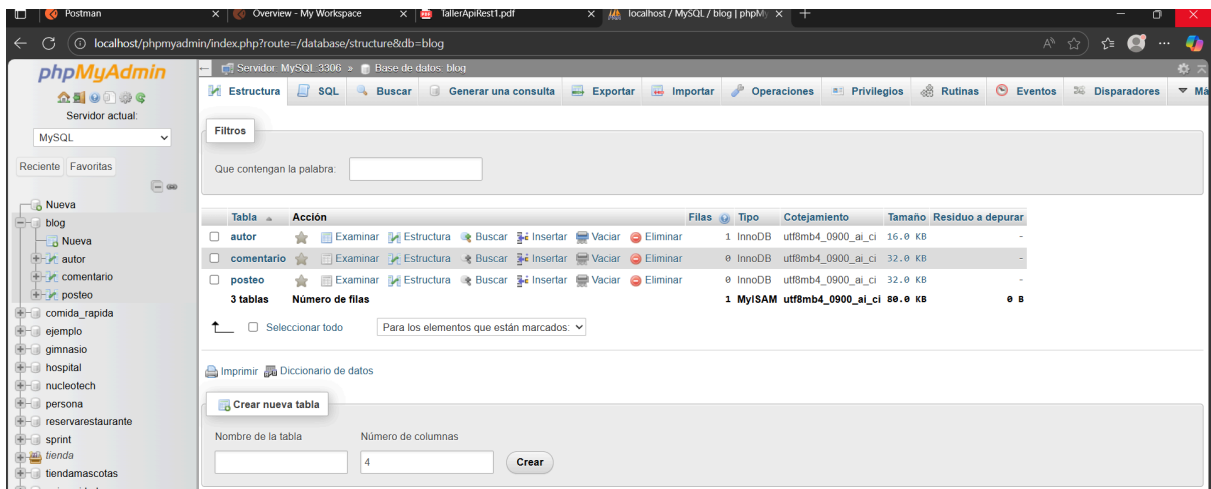 Postman
Overview - My Workspace
TallerApiRest1.pdf
localhost / MySQL / blog | phpMy
localhost/phpmyadmin/index.php?route=/database/structure&db=blog
phpMyAdmin
Servidor actual:
MySQL
Reciente Favoritas
Nueva
blog
Nueva
autor
comentario
posteo
comida_rapida
ejemplo
gimnasio
hospital
nucleotech
persona
reservarestaurante
sprint
tienda
tiendamascotas
Servidor: MySQL:3306 » Base de datos: blog
Estructura SQL Buscar Generar una consulta Exportar Importar Operaciones Privilegios Rutinas Eventos Disparadores Má
Filtros
Que contengan la palabra:
Tabla Acción Filas Tipo Cotejamiento Tamaño Residuo a depurar
autor Examinar Estructura Buscar Insertar Vaciar Eliminar 1 InnoDB utf8mb4_0900_ai_ci 16.0 KB -
comentario Examinar Estructura Buscar Insertar Vaciar Eliminar 0 InnoDB utf8mb4_0900_ai_ci 32.0 KB -
posteo Examinar Estructura Buscar Insertar Vaciar Eliminar 0 InnoDB utf8mb4_0900_ai_ci 32.0 KB -
3 tablas Número de filas 1 MyISAM utf8mb4_0900_ai_ci 80.0 KB 0 B
Seleccionar todo Para los elementos que están marcados:
Imprimir Diccionario de datos
Crear nueva tabla
Nombre de la tabla Número de columnas
4 Crear